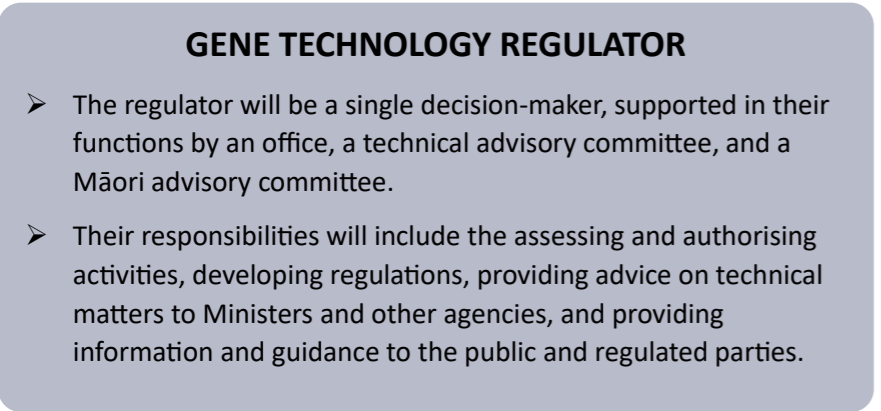 GENE TECHNOLOGY REGULATOR
➢ The regulator will be a single decision-maker, supported in their
functions by an office, a technical advisory committee, and a
Māori advisory committee.
➢ Their responsibilities will include the assessing and authorising
activities, developing regulations, providing advice on technical
matters to Ministers and other agencies, and providing
information and guidance to the public and regulated parties.